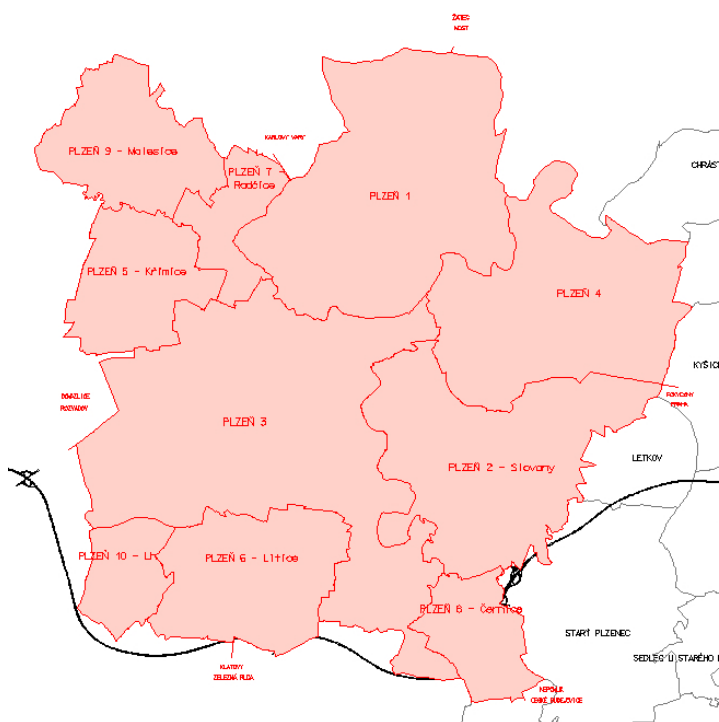 ŽATEC
MOST
KARLOVY VARY
PLZEŇ 9 - Malesice
PLZEŇ 7 -
Radčice
CHRÁST
PLZEŇ 1
PLZEŇ 5 - Křimice
PLZEŇ 4
KYŠICE
DOMAŽLICE
ROZVADOV
ROKYCANY
PRAHA
PLZEŇ 3
LETKOV
PLZEŇ 2 - Slovany
PLZEŇ 10 - Lh
PLZEŇ 6 - Litice
PLZEŇ 8 - Černice
STARÝ PLZENEC
SEDLEC U STARÉHO
KLATOVY
ŽELEZNÁ RUDA
NEPOMUK
ČESKÉ BUDĚJOVICE